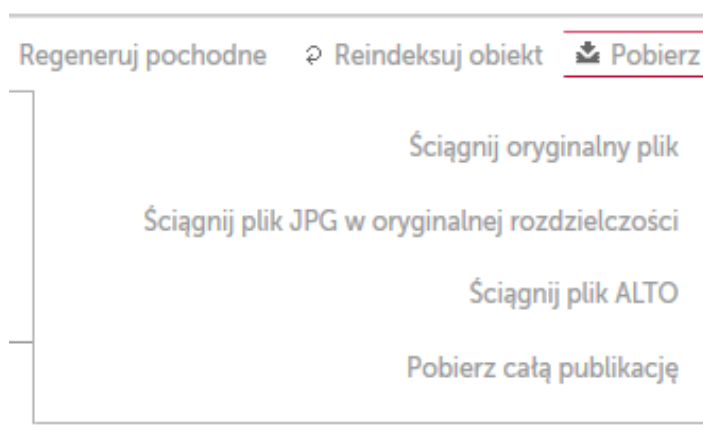 Regeneruj pochodne Reindeksuj obiekt Pobierz
Ściągnij oryginalny plik
Ściągnij plik JPG w oryginalnej rozdzielczości
Ściągnij plik ALTO
Pobierz całą publikację